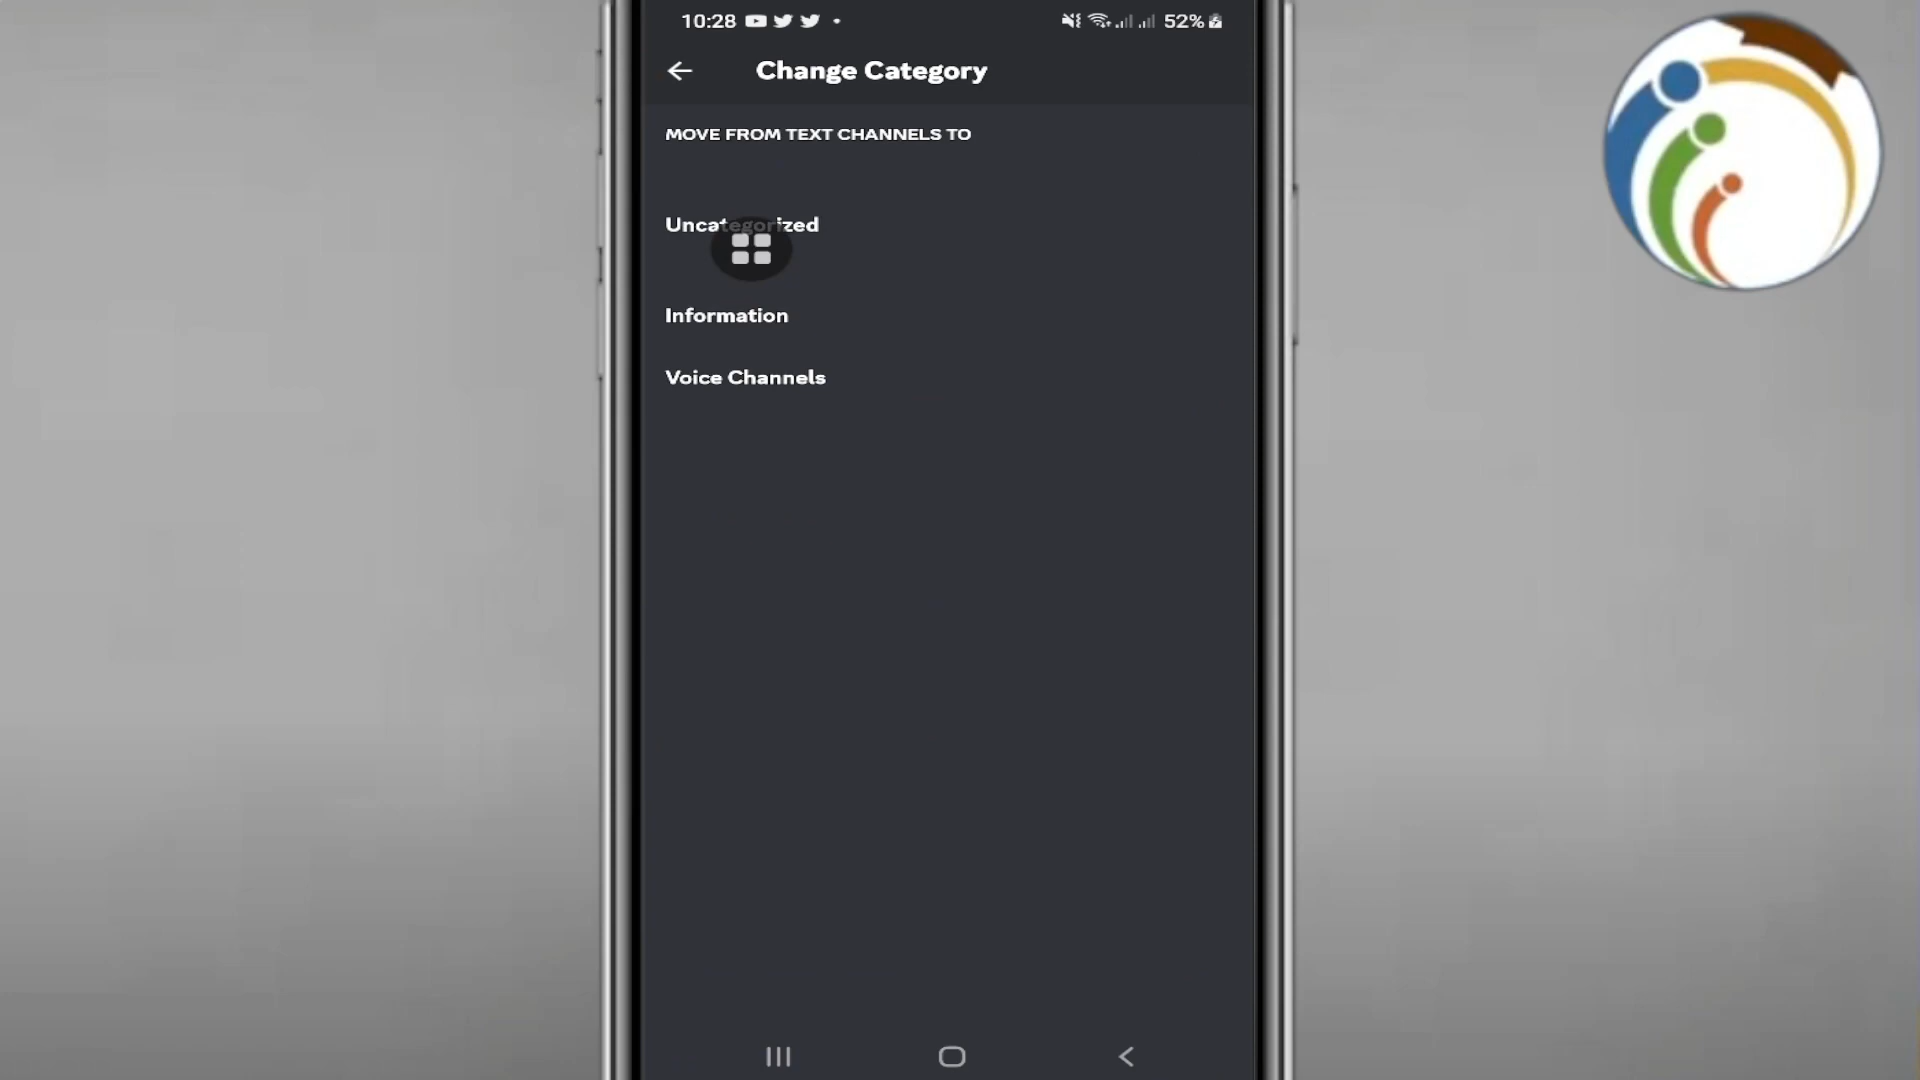 10:28 52%
Change Category
MOVE FROM TEXT CHANNELS TO
Uncategorized
Information
Voice Channels